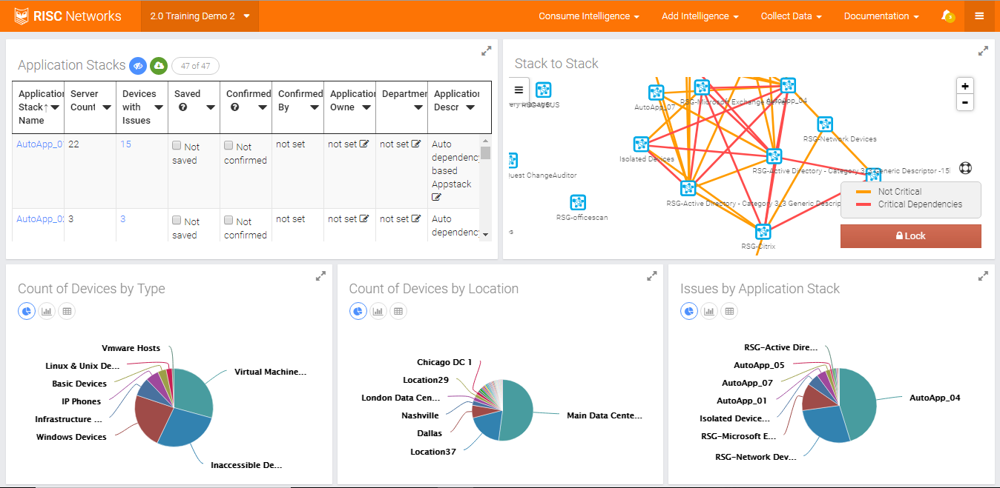 RISC Networks
2.0 Training Demo 2
Consume Intelligence
Add Intelligence
Collect Data
Documentation
3
Application Stacks
47 of 47
Application Stack Name
Server Count
Devices with Issues
Saved
Confirmed
Confirmed By
Application Owne
Department
Application Descr
AutoApp_0
22
15
Not saved
Not confirmed
not set
not set
not set
Auto dependency based Appstack
AutoApp_02
3
3
Not saved
Not confirmed
not set
not set
not set
Auto dependency
Stack to Stack
AutoApp_07
RSG-Microsoft Exchange Server
AutoApp_04
RSG-Network Devices
Isolated Devices
RSG-Active Directory - Category 3_3 Generic Descriptor -15
uest ChangeAuditor
RSG-Active Directory - Category 3_3 Generic Descrip
RSG-officescan
RSG-Citrix
Not Critical
Critical Dependencies
Lock
Count of Devices by Type
Vmware Hosts
Linux & Unix De...
Basic Devices
IP Phones
Infrastructure ...
Windows Devices
Virtual Machine...
Inaccessible De...
Count of Devices by Location
Chicago DC 1
Location29
London Data Cen...
Nashville
Dallas
Location37
Main Data Cente...
Issues by Application Stack
RSG-Active Dire...
AutoApp_05
AutoApp_07
AutoApp_01
Isolated Device...
RSG-Microsoft E...
RSG-Network Dev...
AutoApp_04